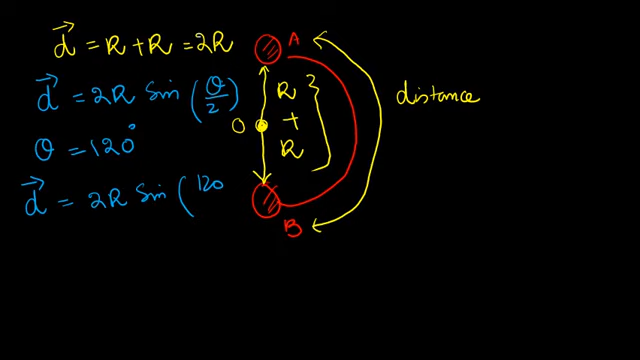 d⃗ = R + R = 2R
A
d⃗ = 2R Sin (θ/2)
R
distance
O
+
θ = 120°
R
d⃗ = 2R Sin (120
B